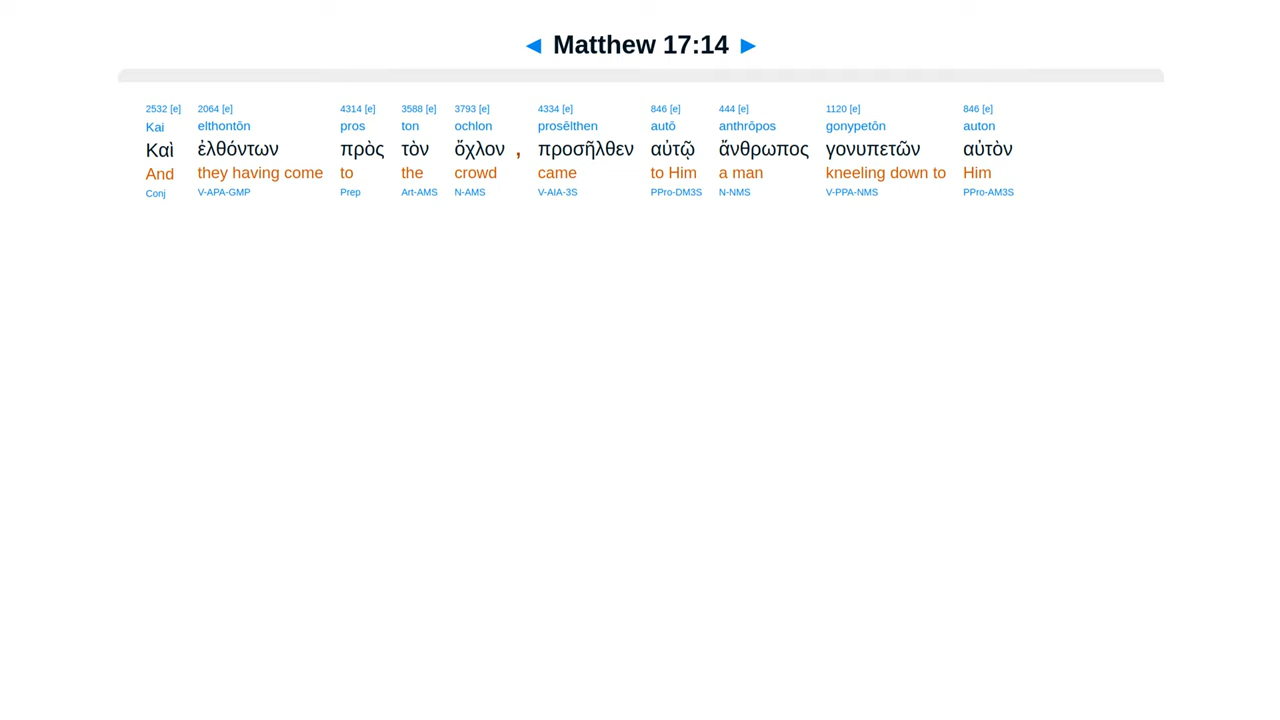 ◄ Matthew 17:14 ►
2532 [e] 2064 [e] 4314 [e] 3588 [e] 3793 [e] 4334 [e] 846 [e] 444 [e] 1120 [e] 846 [e]
Kai elthontōn pros ton ochlon prosēlthen autō anthrōpos gonypetōn auton
Καὶ ἐλθόντων πρὸς τὸν ὄχλον , προσῆλθεν αὐτῷ ἄνθρωπος γονυπετῶν αὐτὸν
And they having come to the crowd came to Him a man kneeling down to Him
Conj V-APA-GMP Prep Art-AMS N-AMS V-AIA-3S PPro-DM3S N-NMS V-PPA-NMS PPro-AM3S